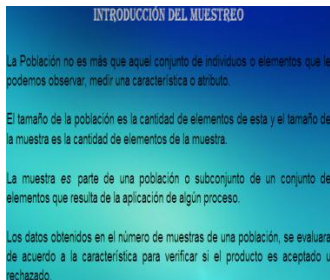 INTRODUCCIÓN DEL MUESTREO
La Población no es más que aquel conjunto de individuos o elementos que le
podemos observar, medir una característica o atributo.
El tamaño de la población es la cantidad de elementos de esta y el tamaño de
la muestra es la cantidad de elementos de la muestra.
La muestra es parte de una población o subconjunto de un conjunto de
elementos que resulta de la aplicación de algún proceso.
Los datos obtenidos en el número de muestras de una población, se evaluara
de acuerdo a la característica para verificar si el producto es aceptado u
rechazado.